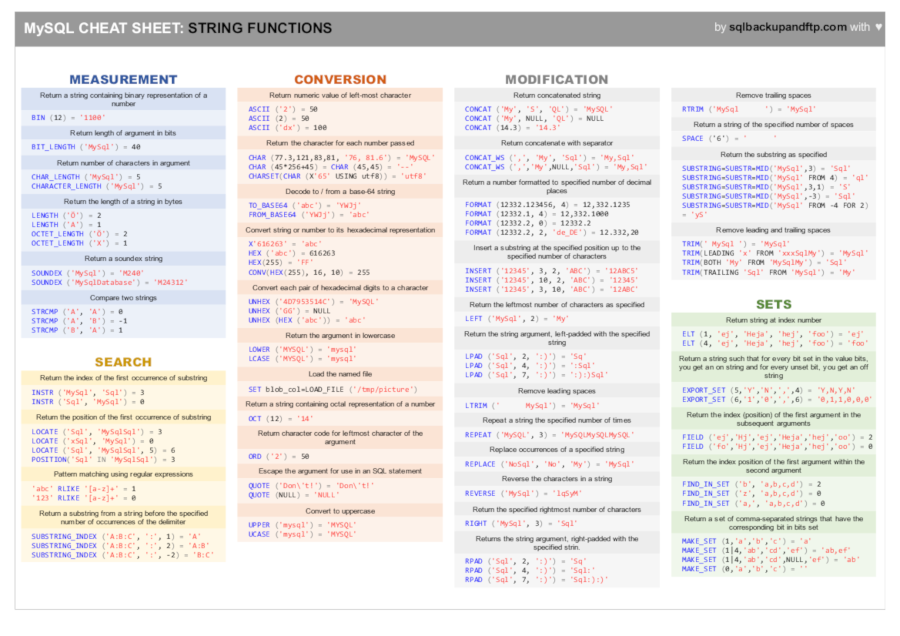 MySQL CHEAT SHEET: STRING FUNCTIONS
by sqlbackupandftp.com with ♥
MEASUREMENT
Return a string containing binary representation of a
number
BIN (12) = '1100'
Return length of argument in bits
BIT_LENGTH ('MySql') = 40
Return number of characters in argument
CHAR_LENGTH ('MySql') = 5
CHARACTER_LENGTH ('MySql') = 5
Return the length of a string in bytes
LENGTH ('Ö') = 2
LENGTH ('A') = 1
OCTET_LENGTH ('Ö') = 2
OCTET_LENGTH ('X') = 1
Return a soundex string
SOUNDEX ('MySql') = 'M240'
SOUNDEX ('MySqlDatabase') = 'M24312'
Compare two strings
STRCMP ('A', 'A') = 0
STRCMP ('A', 'B') = -1
STRCMP ('B', 'A') = 1
SEARCH
Return the index of the first occurrence of substring
INSTR ('MySql', 'Sql') = 3
INSTR ('Sql', 'MySql') = 0
Return the position of the first occurrence of substring
LOCATE ('Sql', 'MySqlSql') = 3
LOCATE ('xSql', 'MySql') = 0
LOCATE ('Sql', 'MySqlSql', 5) = 6
POSITION('Sql' IN 'MySqlSql') = 3
Pattern matching using regular expressions
'abc' RLIKE '[a-z]+' = 1
'123' RLIKE '[a-z]+' = 0
Return a substring from a string before the specified
number of occurrences of the delimiter
SUBSTRING_INDEX ('A:B:C', ':', 1) = 'A'
SUBSTRING_INDEX ('A:B:C', ':', 2) = 'A:B'
SUBSTRING_INDEX ('A:B:C', ':', -2) = 'B:C'
CONVERSION
Return numeric value of left-most character
ASCII ('2') = 50
ASCII (2) = 50
ASCII ('dx') = 100
Return the character for each number passed
CHAR (77.3,121,83,81, '76, 81.6') = 'MySQL'
CHAR (45*256+45) = CHAR (45,45) = '--'
CHARSET(CHAR (X'65' USING utf8)) = 'utf8'
Decode to / from a base-64 string
TO_BASE64 ('abc') = 'YWJj'
FROM_BASE64 ('YWJj') = 'abc'
Convert string or number to its hexadecimal representation
X'616263' = 'abc'
HEX ('abc') = 616263
HEX(255) = 'FF'
CONV(HEX(255), 16, 10) = 255
Convert each pair of hexadecimal digits to a character
UNHEX ('4D7953514C') = 'MySQL'
UNHEX ('GG') = NULL
UNHEX (HEX ('abc')) = 'abc'
Return the argument in lowercase
LOWER ('MYSQL') = 'mysql'
LCASE ('MYSQL') = 'mysql'
Load the named file
SET blob_col=LOAD_FILE ('/tmp/picture')
Return a string containing octal representation of a number
OCT (12) = '14'
Return character code for leftmost character of the
argument
ORD ('2') = 50
Escape the argument for use in an SQL statement
QUOTE ('Don\'t!') = 'Don\'t!'
QUOTE (NULL) = 'NULL'
Convert to uppercase
UPPER ('mysql') = 'MYSQL'
UCASE ('mysql') = 'MYSQL'
MODIFICATION
Return concatenated string
CONCAT ('My', 'S', 'QL') = 'MySQL'
CONCAT ('My', NULL, 'QL') = NULL
CONCAT (14.3) = '14.3'
Return concatenate with separator
CONCAT_WS (',', 'My', 'Sql') = 'My,Sql'
CONCAT_WS (',','My',NULL,'Sql') = 'My,Sql'
Return a number formatted to specified number of decimal
places
FORMAT (12332.123456, 4) = 12,332.1235
FORMAT (12332.1, 4) = 12,332.1000
FORMAT (12332.2, 0) = 12332.2
FORMAT (12332.2, 2, 'de_DE') = 12.332,20
Insert a substring at the specified position up to the
specified number of characters
INSERT ('12345', 3, 2, 'ABC') = '12ABC5'
INSERT ('12345', 10, 2, 'ABC') = '12345'
INSERT ('12345', 3, 10, 'ABC') = '12ABC'
Return the leftmost number of characters as specified
LEFT ('MySql', 2) = 'My'
Return the string argument, left-padded with the specified
string
LPAD ('Sql', 2, ':)') = 'Sq'
LPAD ('Sql', 4, ':)') = ':Sql'
LPAD ('Sql', 7, ':)') = ':):)Sql'
Remove leading spaces
LTRIM ('     MySql') = 'MySql'
Repeat a string the specified number of times
REPEAT ('MySQL', 3) = 'MySQLMySQLMySQL'
Replace occurrences of a specified string
REPLACE ('NoSql', 'No', 'My') = 'MySql'
Reverse the characters in a string
REVERSE ('MySql') = 'lqSyM'
Return the specified rightmost number of characters
RIGHT ('MySql', 3) = 'Sql'
Returns the string argument, right-padded with the
specified strin.
RPAD ('Sql', 2, ':)') = 'Sq'
RPAD ('Sql', 4, ':)') = 'Sql:'
RPAD ('Sql', 7, ':)') = 'Sql:):)'
Remove trailing spaces
RTRIM ('MySql     ') = 'MySql'
Return a string of the specified number of spaces
SPACE ('6') = '      '
Return the substring as specified
SUBSTRING=SUBSTR=MID('MySql',3) = 'Sql'
SUBSTRING=SUBSTR=MID('MySql' FROM 4) = 'ql'
SUBSTRING=SUBSTR=MID('MySql',3,1) = 'S'
SUBSTRING=SUBSTR=MID('MySql',-3) = 'Sql'
SUBSTRING=SUBSTR=MID('MySql' FROM -4 FOR 2)
= 'yS'
Remove leading and trailing spaces
TRIM(' MySql ') = 'MySql'
TRIM(LEADING 'x' FROM 'xxxSqlMy') = 'MySql'
TRIM(BOTH 'My' FROM 'MySqlMy') = 'Sql'
TRIM(TRAILING 'Sql' FROM 'MySql') = 'My'
SETS
Return string at index number
ELT (1, 'ej', 'Heja', 'hej', 'foo') = 'ej'
ELT (4, 'ej', 'Heja', 'hej', 'foo') = 'foo'
Return a string such that for every bit set in the value bits,
you get an on string and for every unset bit, you get an off
string
EXPORT_SET (5,'Y','N',',',4) = 'Y,N,Y,N'
EXPORT_SET (6,'1','0',',',6) = '0,1,1,0,0,0'
Return the index (position) of the first argument in the
subsequent arguments
FIELD ('ej','Hj','ej','Heja','hej','oo') = 2
FIELD ('fo','Hj','ej','Heja','hej','oo') = 0
Return the index position of the first argument within the
second argument
FIND_IN_SET ('b', 'a,b,c,d') = 2
FIND_IN_SET ('z', 'a,b,c,d') = 0
FIND_IN_SET ('a,', 'a,b,c,d') = 0
Return a set of comma-separated strings that have the
corresponding bit in bits set
MAKE_SET (1,'a','b','c') = 'a'
MAKE_SET (1|4,'ab','cd','ef') = 'ab,ef'
MAKE_SET (1|4,'ab','cd',NULL,'ef') = 'ab'
MAKE_SET (0,'a','b','c') = ''